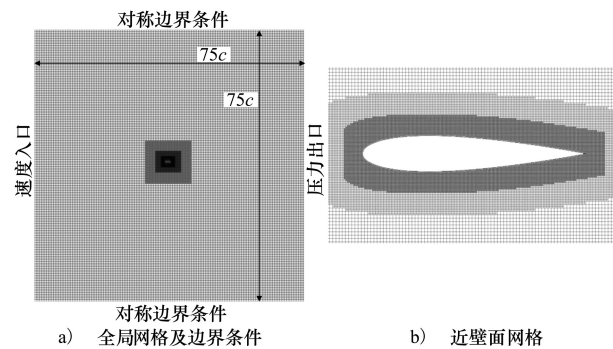 对称边界条件
75c
75c
速度入口
压力出口
对称边界条件
a) 全局网格及边界条件
b) 近壁面网格